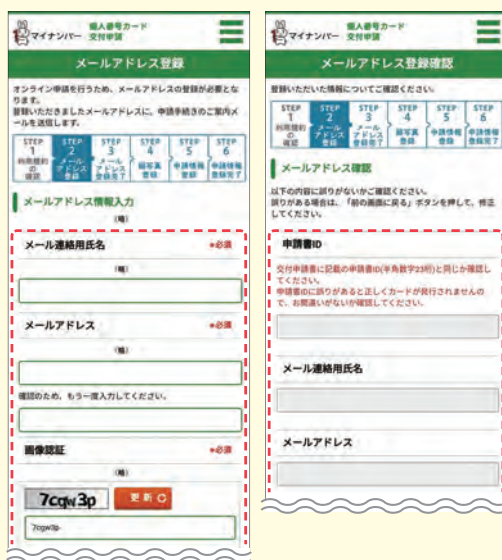 マイナンバー
個人番号カード
交付申請
メールアドレス登録
オンライン申請を行うため、メールアドレスの登録が必要とな
ります。
登録いただきましたメールアドレスに、申請手続きのご案内メ
ールを送信します。
STEP 1 利用規約の確認
STEP 2 メールアドレス登録
STEP 3 メールアドレス登録完了
STEP 4 顔写真登録
STEP 5 申請情報登録
STEP 6 申請情報登録完了
メールアドレス情報入力
(略)
メール連絡用氏名 *必須
(略)
メールアドレス *必須
(略)
確認のため、もう一度入力してください。
画像認証 *必須
(略)
7cqw3p 更新
7cqw3p
マイナンバー
個人番号カード
交付申請
メールアドレス登録確認
登録いただいた情報についてご確認ください。
STEP 1 利用規約の確認
STEP 2 メールアドレス登録
STEP 3 メールアドレス登録完了
STEP 4 顔写真登録
STEP 5 申請情報登録
STEP 6 申請情報登録完了
メールアドレス確認
以下の内容に誤りがないかご確認ください。
誤りがある場合は、「前の画面に戻る」ボタンを押して、修正
してください。
申請書ID
交付申請書に記載の申請書ID(半角数字23桁)と同じか確認し
てください。
申請書IDに誤りがあると正しくカードが発行されませんの
で、お間違いがないか確認してください。
メール連絡用氏名
メールアドレス